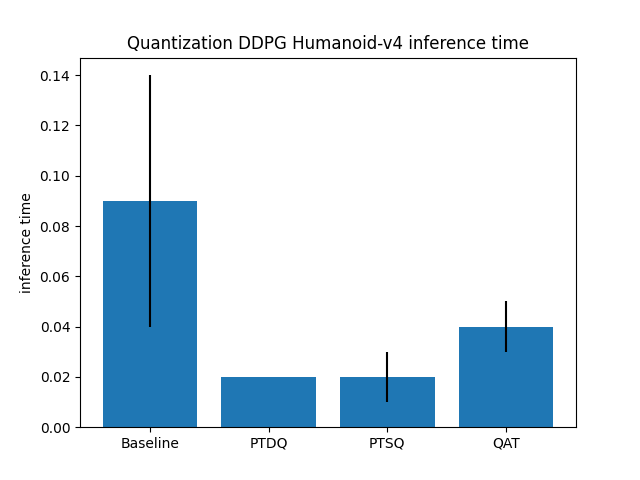 Quantization DDPG Humanoid-v4 inference time
0.14
0.12
0.10
0.08
0.06
0.04
0.02
0.00
inference time
Baseline PTDQ PTSQ QAT